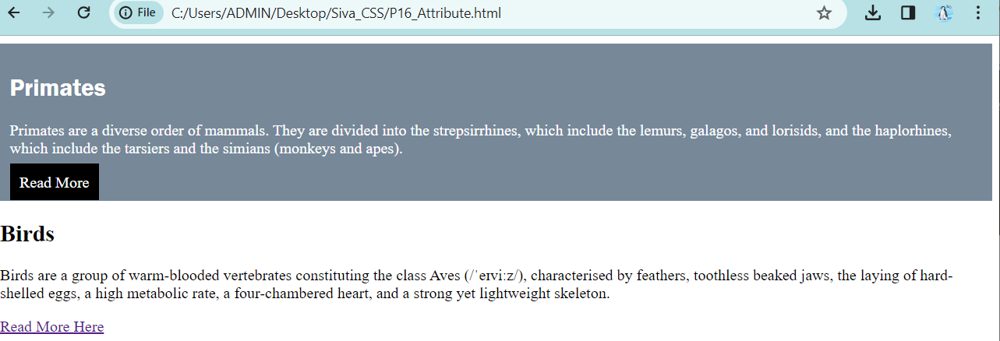 File C:/Users/ADMIN/Desktop/Siva_CSS/P16_Attribute.html
Primates
Primates are a diverse order of mammals. They are divided into the strepsirrhines, which include the lemurs, galagos, and lorisids, and the haplorhines,
which include the tarsiers and the simians (monkeys and apes).
Read More
Birds
Birds are a group of warm-blooded vertebrates constituting the class Aves (/ˈeɪviːz/), characterised by feathers, toothless beaked jaws, the laying of hard-
shelled eggs, a high metabolic rate, a four-chambered heart, and a strong yet lightweight skeleton.
Read More Here